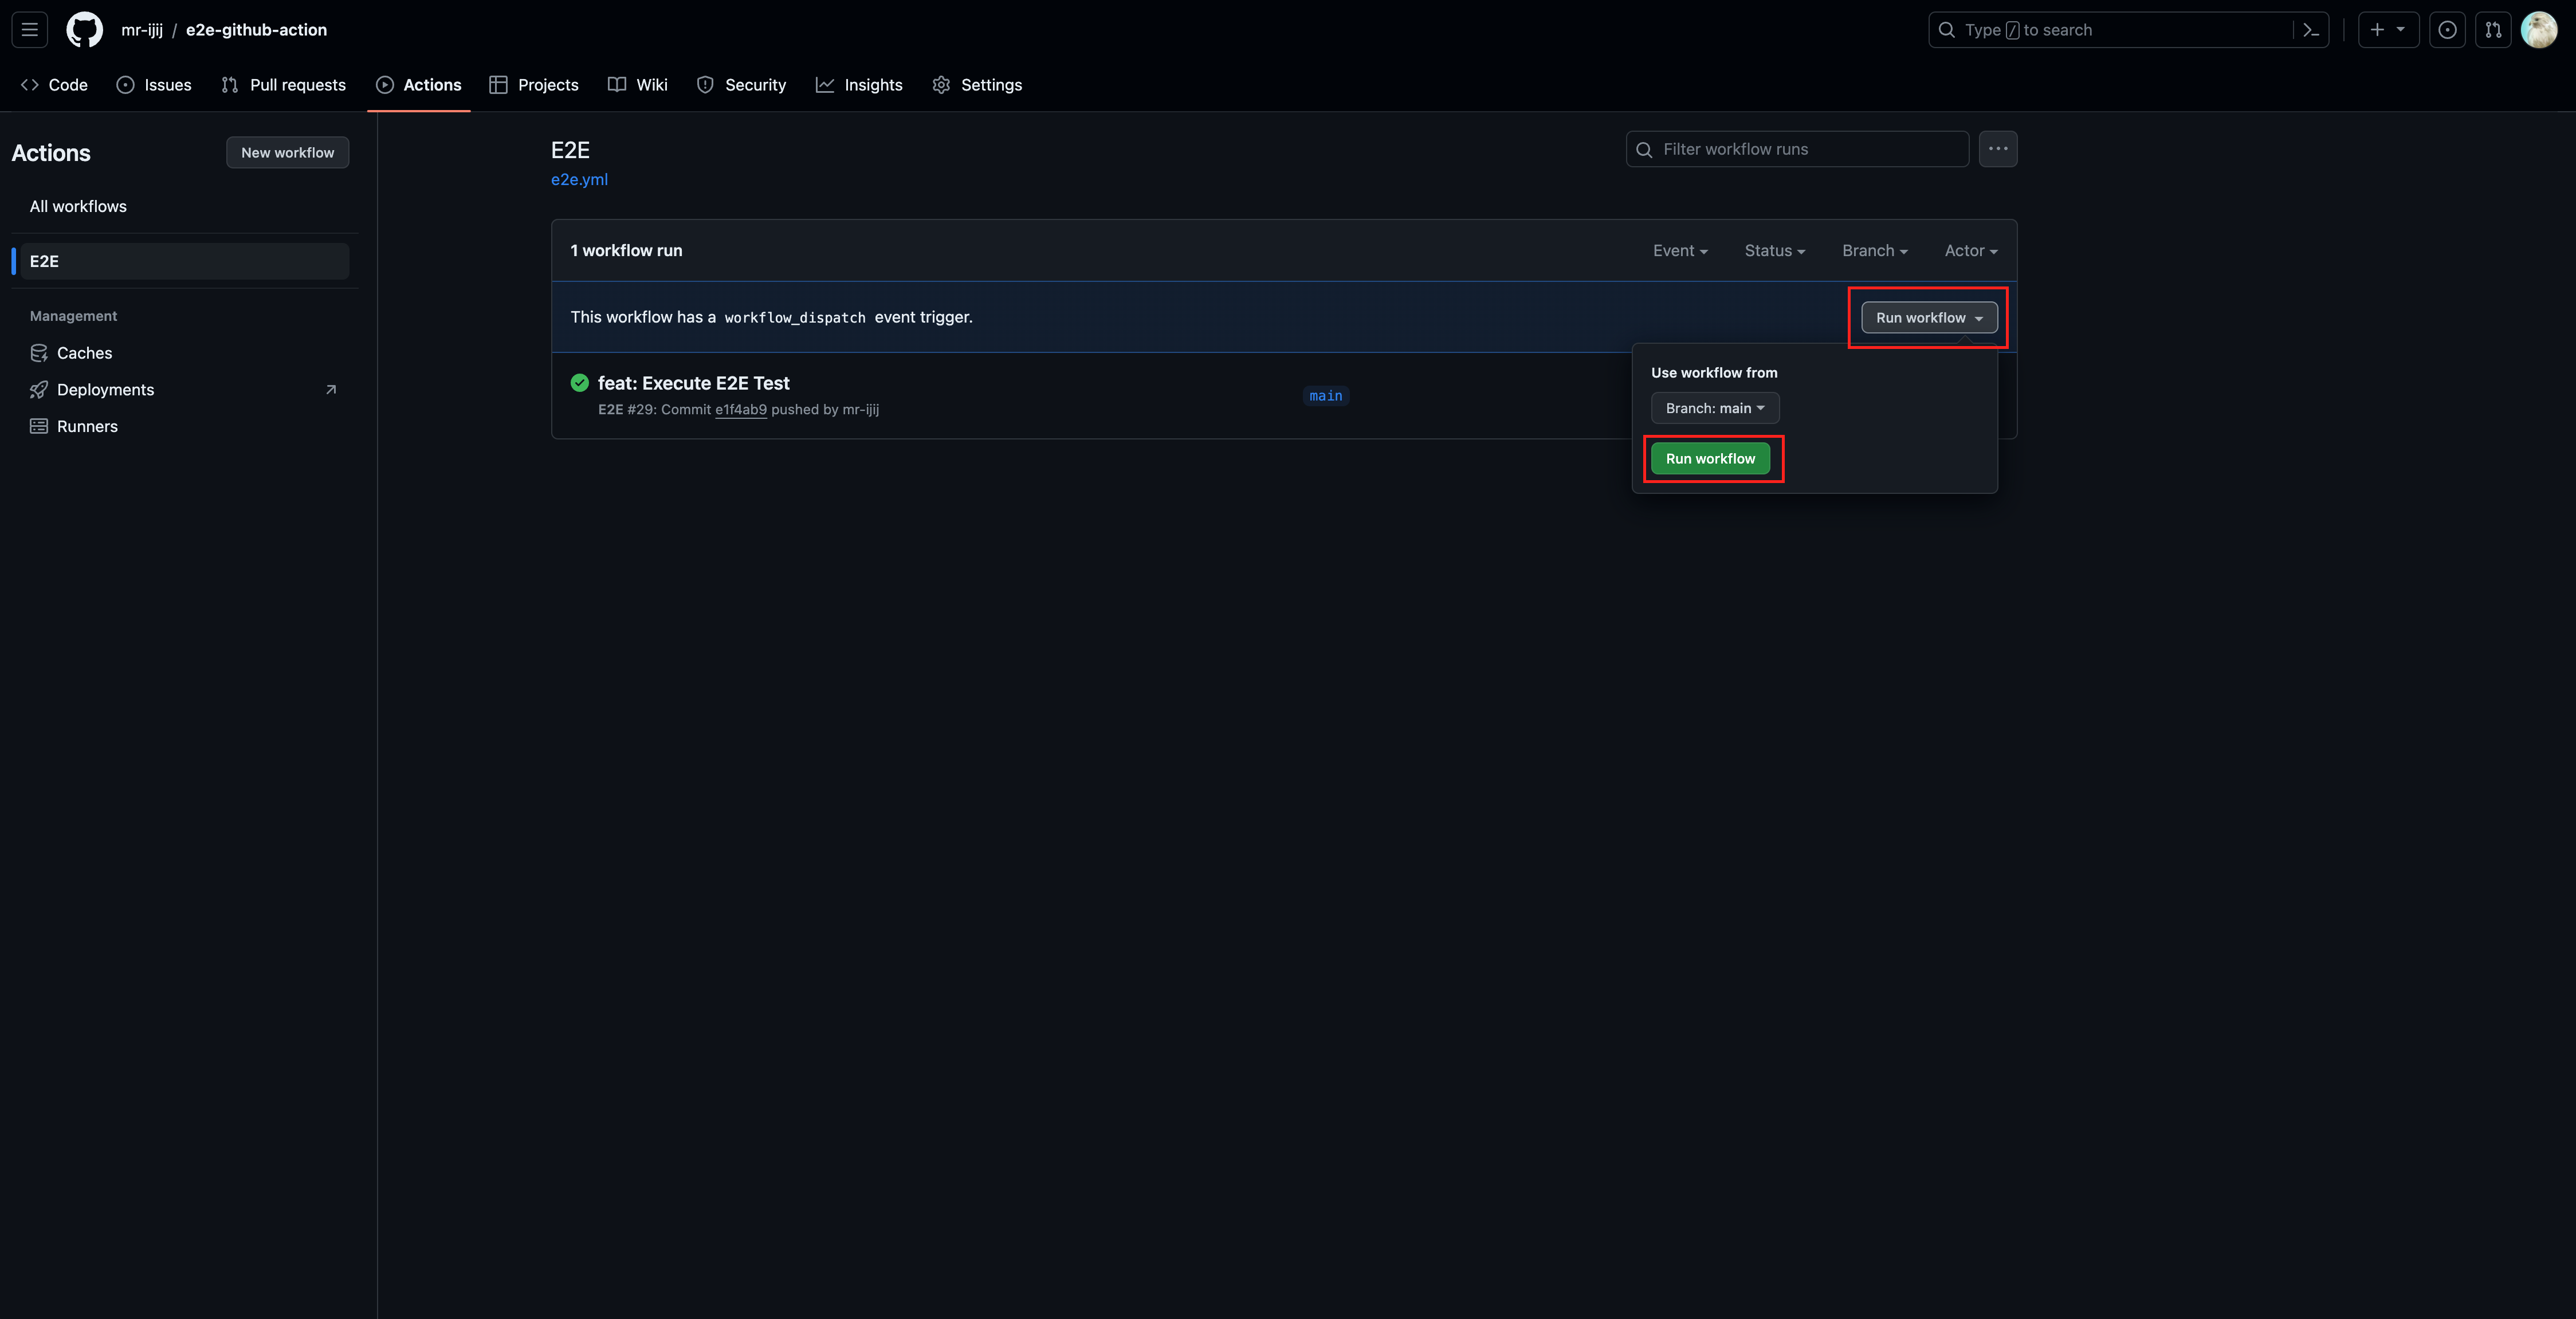 mr-ijij / e2e-github-action
Type / to search
Code Issues Pull requests Actions Projects Wiki Security Insights Settings
Actions
New workflow
All workflows
E2E
Management
Caches
Deployments
Runners
E2E
e2e.yml
Filter workflow runs
1 workflow run
Event Status Branch Actor
This workflow has a workflow_dispatch event trigger.
Run workflow
feat: Execute E2E Test
E2E #29: Commit e1f4ab9 pushed by mr-ijij
main
Use workflow from
Branch: main
Run workflow